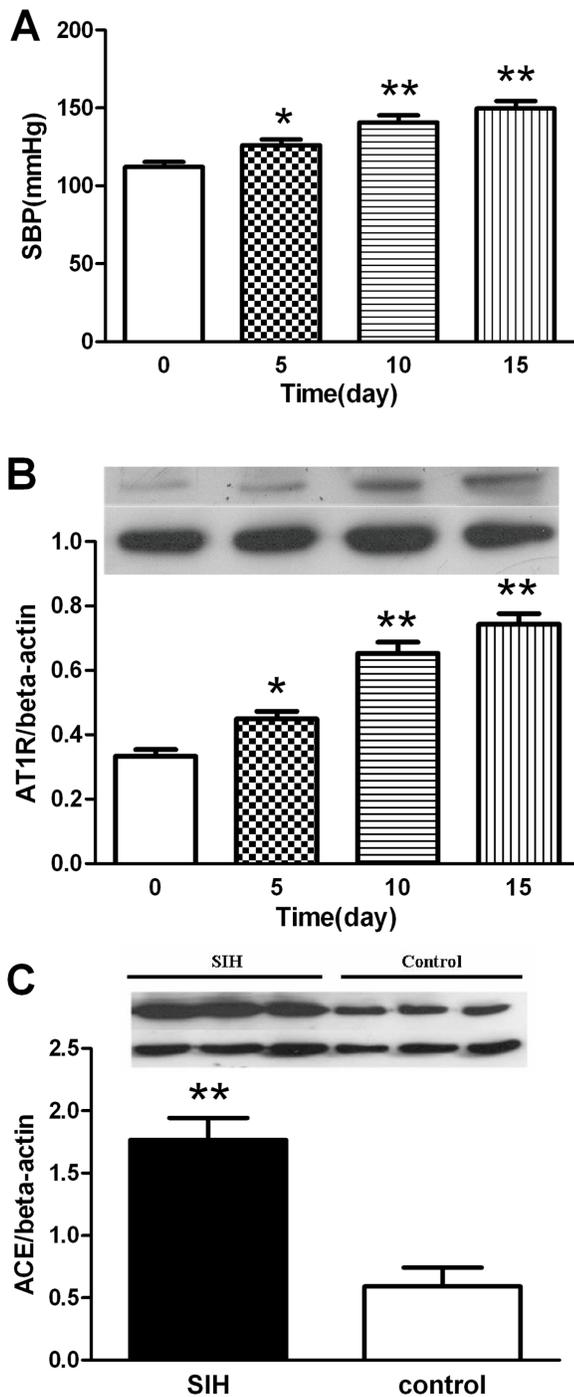 A
SBP(mmHg)
200
150
100
50
0
*
**
**
0 5 10 15
Time(day)
B
AT1R/beta-actin
1.0
0.8
0.6
0.4
0.2
0.0
*
**
**
0 5 10 15
Time(day)
C
SIH Control
ACE/beta-actin
2.5
2.0
1.5
1.0
0.5
0.0
**
SIH control